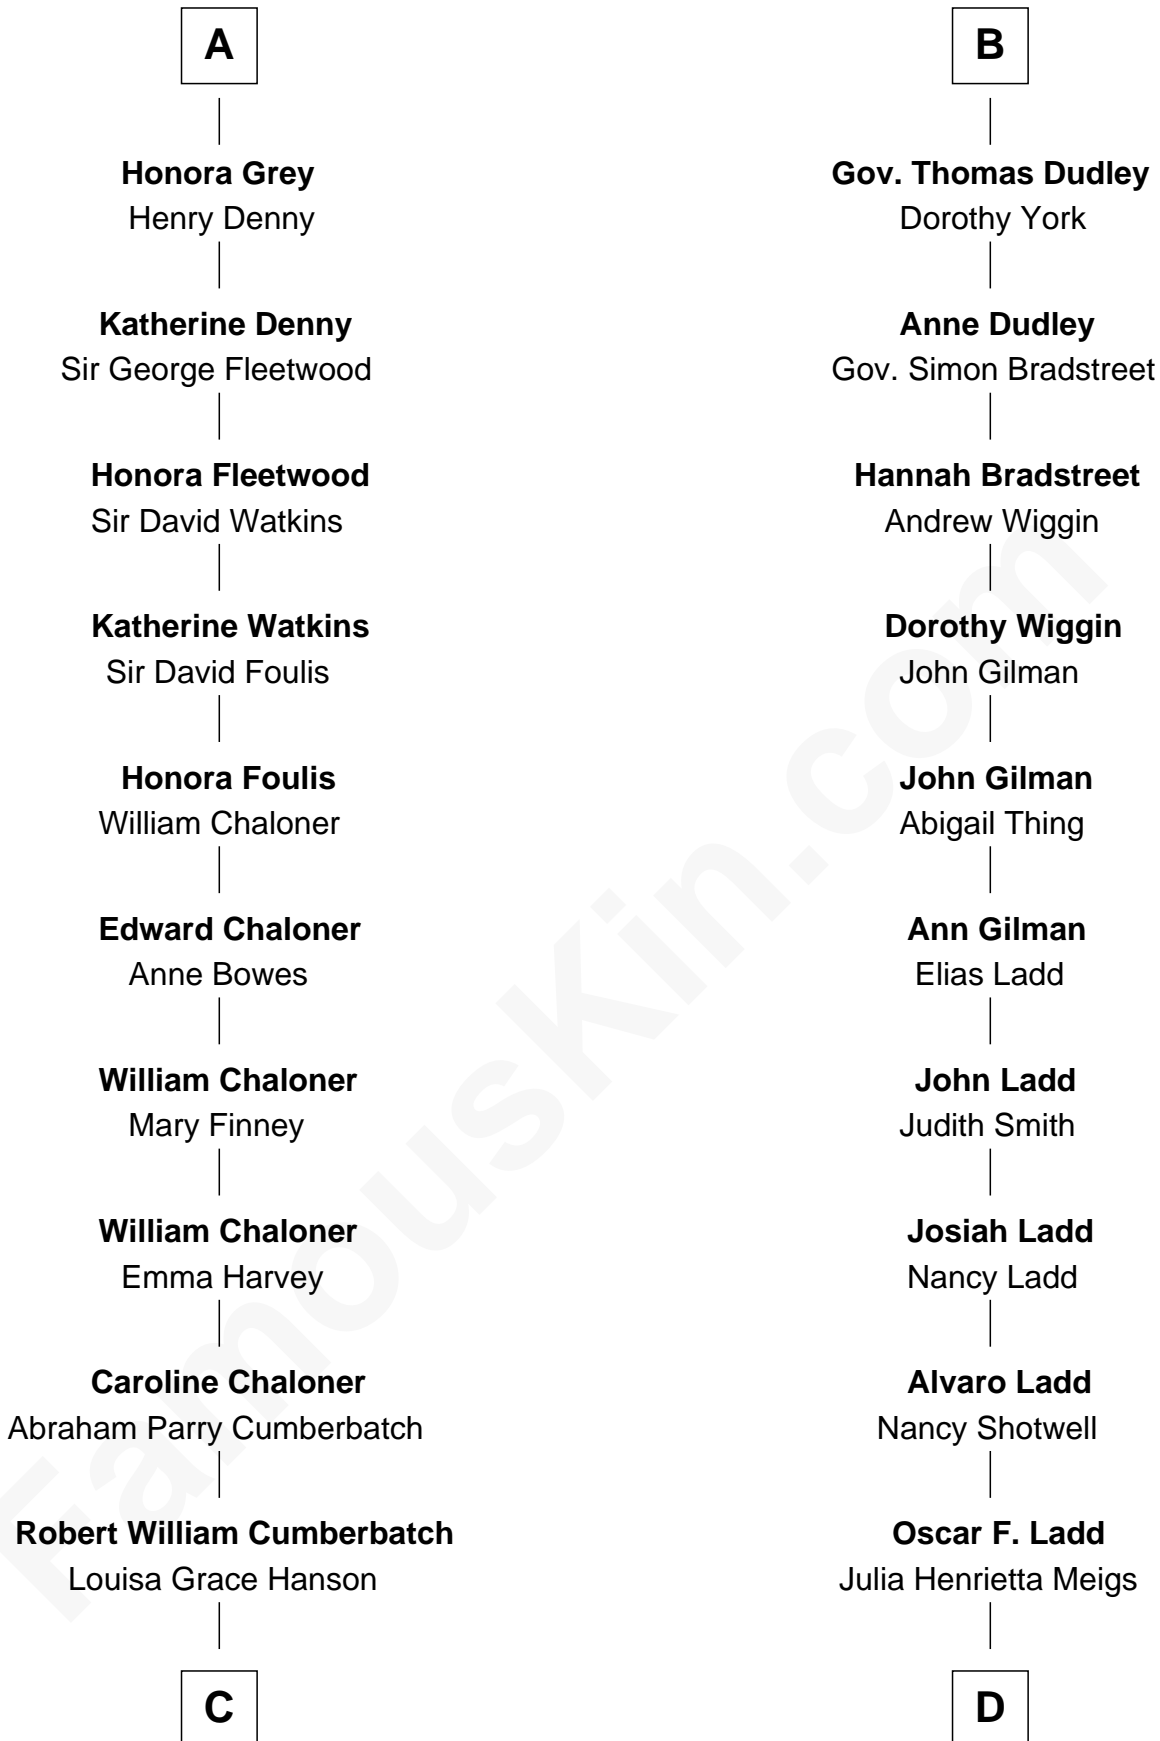 A
Honora Grey
Henry Denny
Katherine Denny
Sir George Fleetwood
Honora Fleetwood
Sir David Watkins
Katherine Watkins
Sir David Foulis
Honora Foulis
William Chaloner
Edward Chaloner
Anne Bowes
William Chaloner
Mary Finney
William Chaloner
Emma Harvey
Caroline Chaloner
Abraham Parry Cumberbatch
Robert William Cumberbatch
Louisa Grace Hanson
C
B
Gov. Thomas Dudley
Dorothy York
Anne Dudley
Gov. Simon Bradstreet
Hannah Bradstreet
Andrew Wiggin
Dorothy Wiggin
John Gilman
John Gilman
Abigail Thing
Ann Gilman
Elias Ladd
John Ladd
Judith Smith
Josiah Ladd
Nancy Ladd
Alvaro Ladd
Nancy Shotwell
Oscar F. Ladd
Julia Henrietta Meigs
D
FamousKin.com